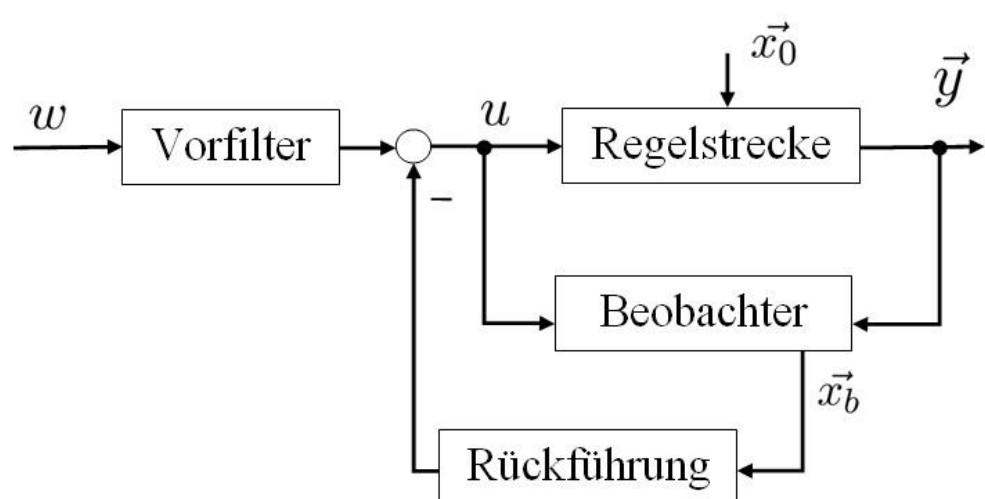 x⃗₀
w
Vorfilter
u
Regelstrecke
y⃗
–
Beobachter
x⃗_b
Rückführung